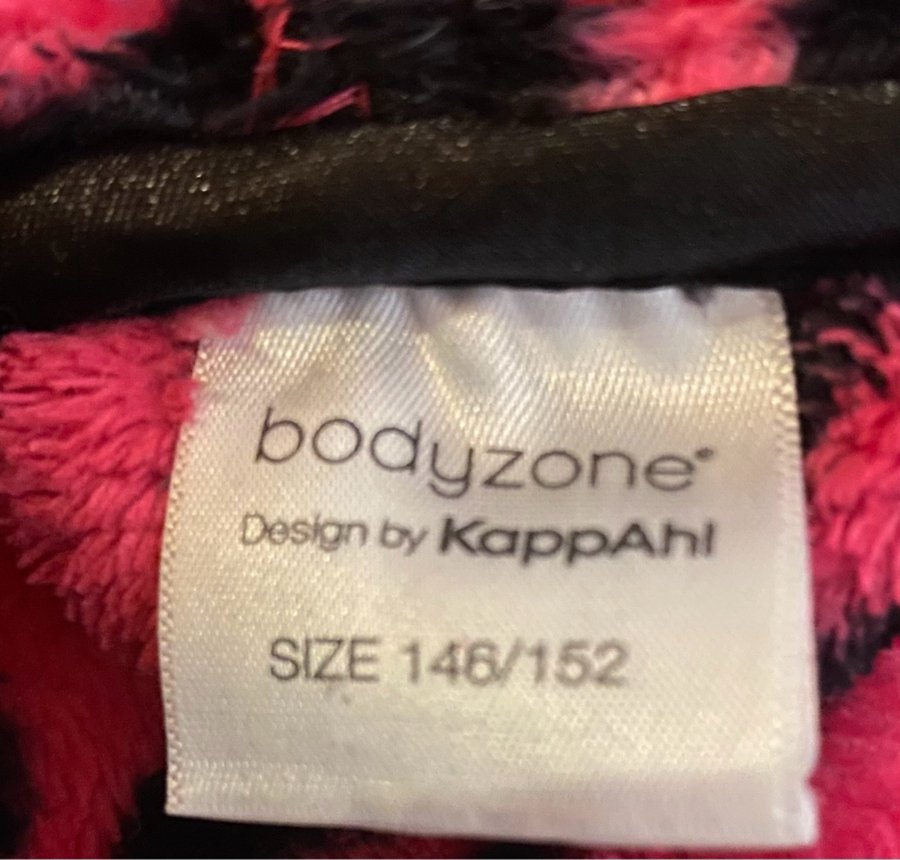 bodyzone®
Design by KappAhl
SIZE 146/152